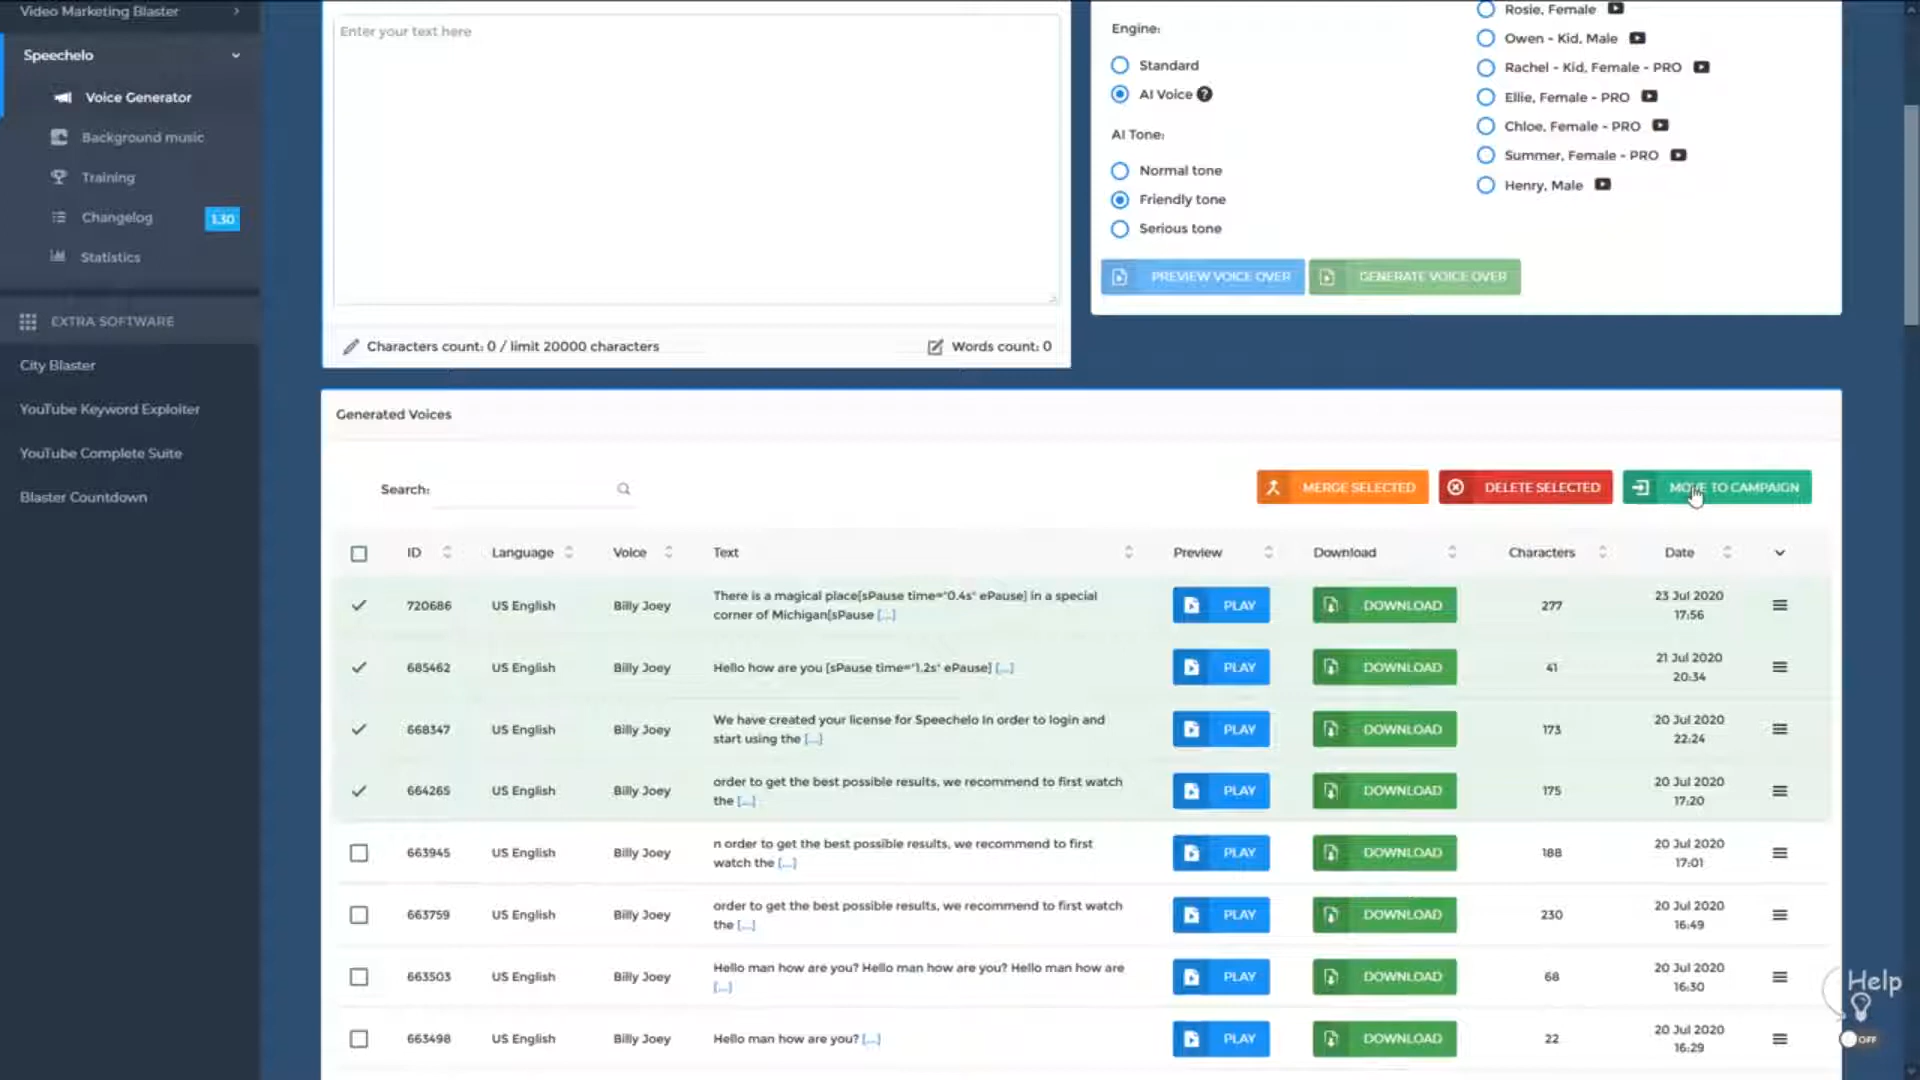 Video Marketing Blaster
Speechelo
Voice Generator
Background music
Training
Changelog
1.30
Statistics
EXTRA SOFTWARE
City Blaster
YouTube Keyword Exploiter
YouTube Complete Suite
Blaster Countdown
Enter your text here
Characters count: 0 / limit 20000 characters
Words count: 0
Engine:
Standard
AI Voice
AI Tone:
Normal tone
Friendly tone
Serious tone
Rosie, Female
Owen - Kid, Male
Rachel - Kid, Female - PRO
Ellie, Female - PRO
Chloe, Female - PRO
Summer, Female - PRO
Henry, Male
PREVIEW VOICE OVER
GENERATE VOICE OVER
Generated Voices
Search:
MERGE SELECTED
DELETE SELECTED
MOVE TO CAMPAIGN
ID Language Voice Text Preview Download Characters Date
720686 US English Billy Joey There is a magical place[sPause time="0.4s" ePause] in a special PLAY DOWNLOAD 277 23 Jul 2020
corner of Michigan[sPause [...] 17:56
685462 US English Billy Joey Hello how are you [sPause time="1.2s" ePause] [...] PLAY DOWNLOAD 41 21 Jul 2020
20:34
668347 US English Billy Joey We have created your license for Speechelo In order to login and PLAY DOWNLOAD 173 20 Jul 2020
start using the [...] 22:24
664265 US English Billy Joey order to get the best possible results, we recommend to first watch PLAY DOWNLOAD 175 20 Jul 2020
the [...] 17:20
663945 US English Billy Joey n order to get the best possible results, we recommend to first PLAY DOWNLOAD 188 20 Jul 2020
watch the [...] 17:01
663759 US English Billy Joey order to get the best possible results, we recommend to first watch PLAY DOWNLOAD 230 20 Jul 2020
the [...] 16:49
663503 US English Billy Joey Hello man how are you? Hello man how are you? Hello man how are PLAY DOWNLOAD 68 20 Jul 2020
[...] 16:30
663498 US English Billy Joey Hello man how are you? [...] PLAY DOWNLOAD 22 20 Jul 2020
16:29
Help
OFF